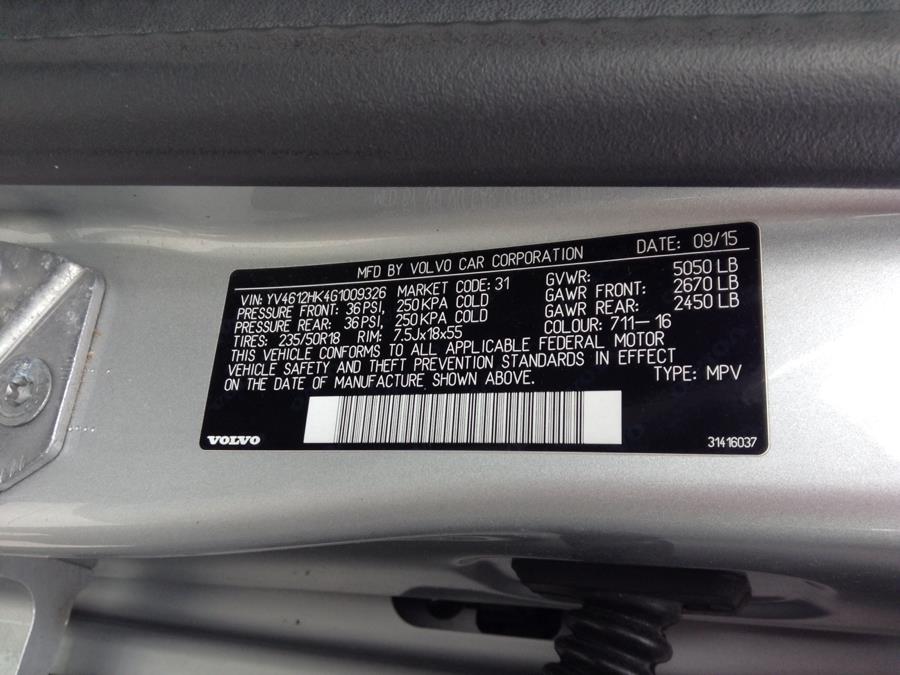 MFD BY VOLVO CAR CORPORATION DATE: 09/15
VIN: YV4612HK4G1009326 MARKET CODE: 31 GVWR: 5050 LB
PRESSURE FRONT: 36 PSI, 250 KPA COLD GAWR FRONT: 2670 LB
PRESSURE REAR: 36 PSI, 250 KPA COLD GAWR REAR: 2450 LB
TIRES: 235/50R18 RIM: 7.5Jx18x55 COLOUR: 711-16
THIS VEHICLE CONFORMS TO ALL APPLICABLE FEDERAL MOTOR
VEHICLE SAFETY AND THEFT PREVENTION STANDARDS IN EFFECT
ON THE DATE OF MANUFACTURE SHOWN ABOVE. TYPE: MPV
VOLVO 31416037